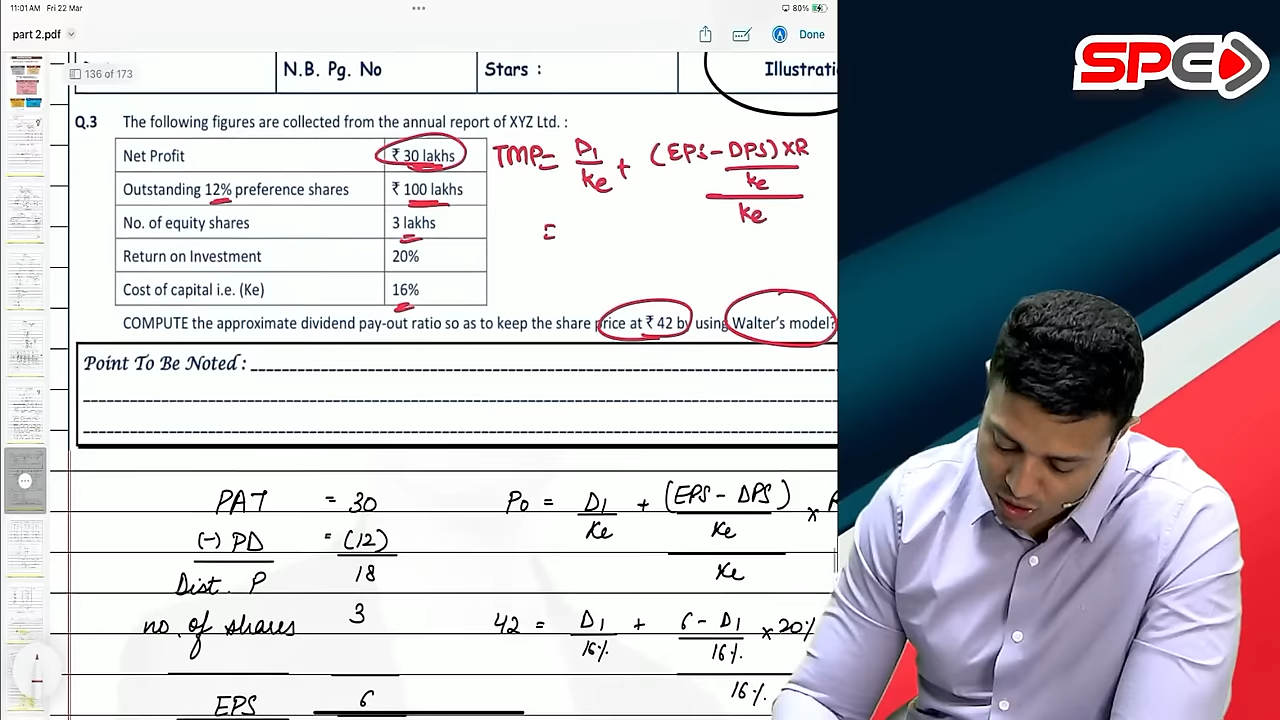 11:01 AM Fri 22 Mar
80%
part 2.pdf
Done
136 of 173
N.B. Pg. No
Stars :
Illustrati
SPC
Q.3 The following figures are collected from the annual report of XYZ Ltd. :
Net Profit ₹ 30 lakhs
Outstanding 12% preference shares ₹ 100 lakhs
No. of equity shares 3 lakhs
Return on Investment 20%
Cost of capital i.e. (Ke) 16%
TMP = D1/Ke + ((EPS - DPS) × R/Ke)/Ke
=
COMPUTE the approximate dividend pay-out ratio so as to keep the share price at ₹ 42 by using Walter's model?
Point To Be Noted :
PAT = 30
(-) PD = (12)
Dist. P 18
no. of shares 3
EPS 6
P0 = D1/Ke + ((EPS - DPS)/Ke × R)/Ke
42 = D1/16% + (6 - D1/16% × 20%)/16%